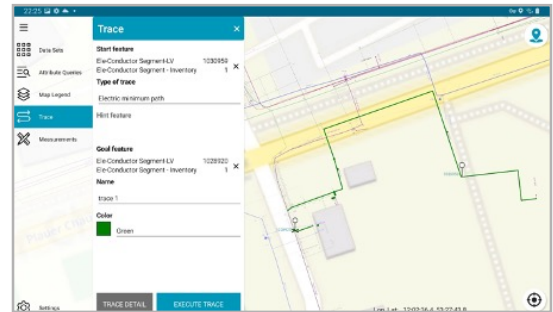 22:25
Trace
×
Data Sets
Attribute Queries
Map Legend
Trace
Measurements
Settings
Start feature
Ele-Conductor Segment-LV 1030959
Ele-Conductor Segment - Inventory 1 ×
Type of trace
Electric minimum path
Hint feature
Goal feature
Ele-Conductor Segment-LV 1028920
Ele-Conductor Segment - Inventory 1 ×
Name
trace 1
Color
Green
TRACE DETAIL
EXECUTE TRACE